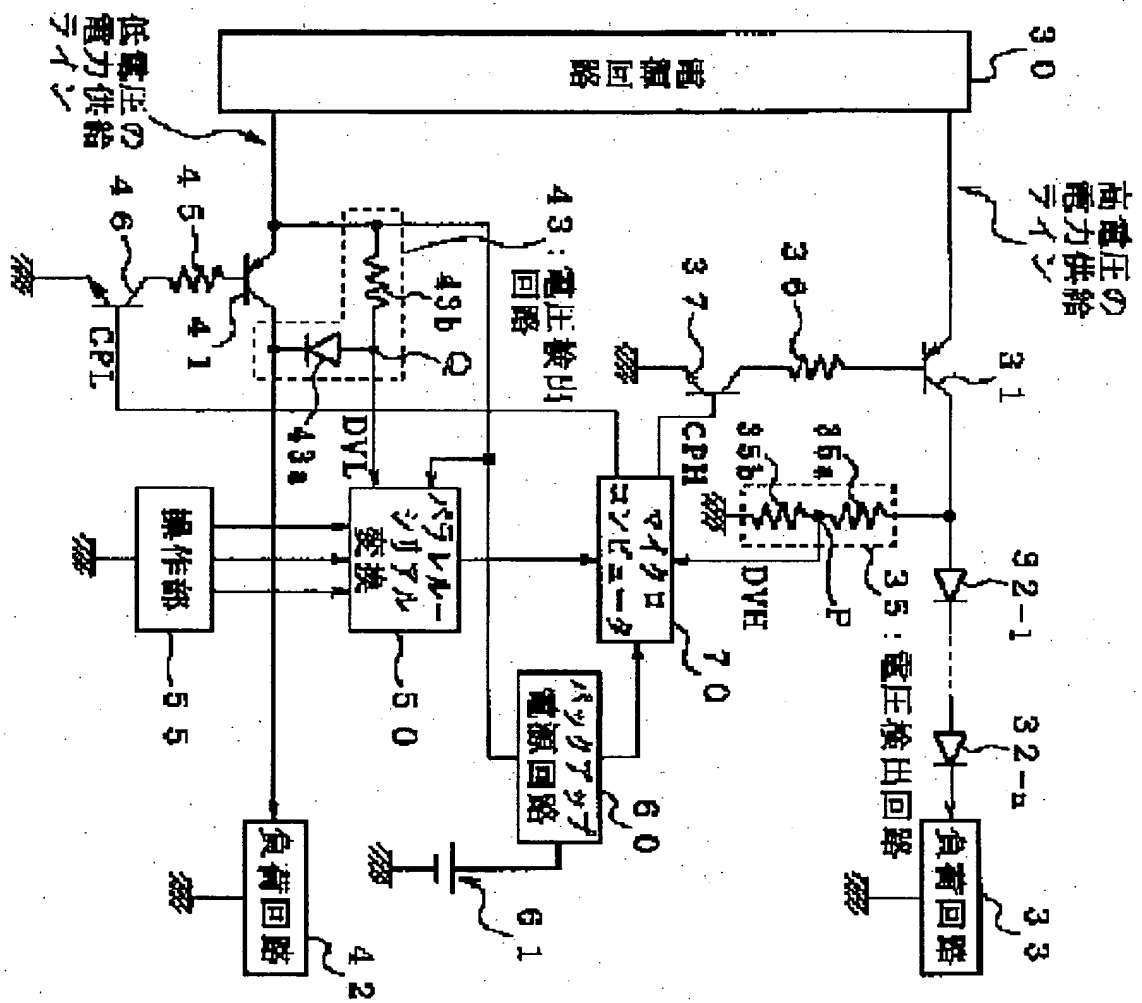 高電圧の
電力供給
ライン
30
31
32-1
32-n
33
負荷回路
35:電圧検出回路
35a
35b
P
DVH
36
37
CPH
電源回路
マイクロ
コンピュータ
70
バックアップ
電源回路
60
61
43:電圧検出
回路
43b
43a
Q
DVL
パラレルー
シリアル
変換
50
操作部
55
低電圧の
電力供給
ライン
45
46
41
CPL
負荷回路
42